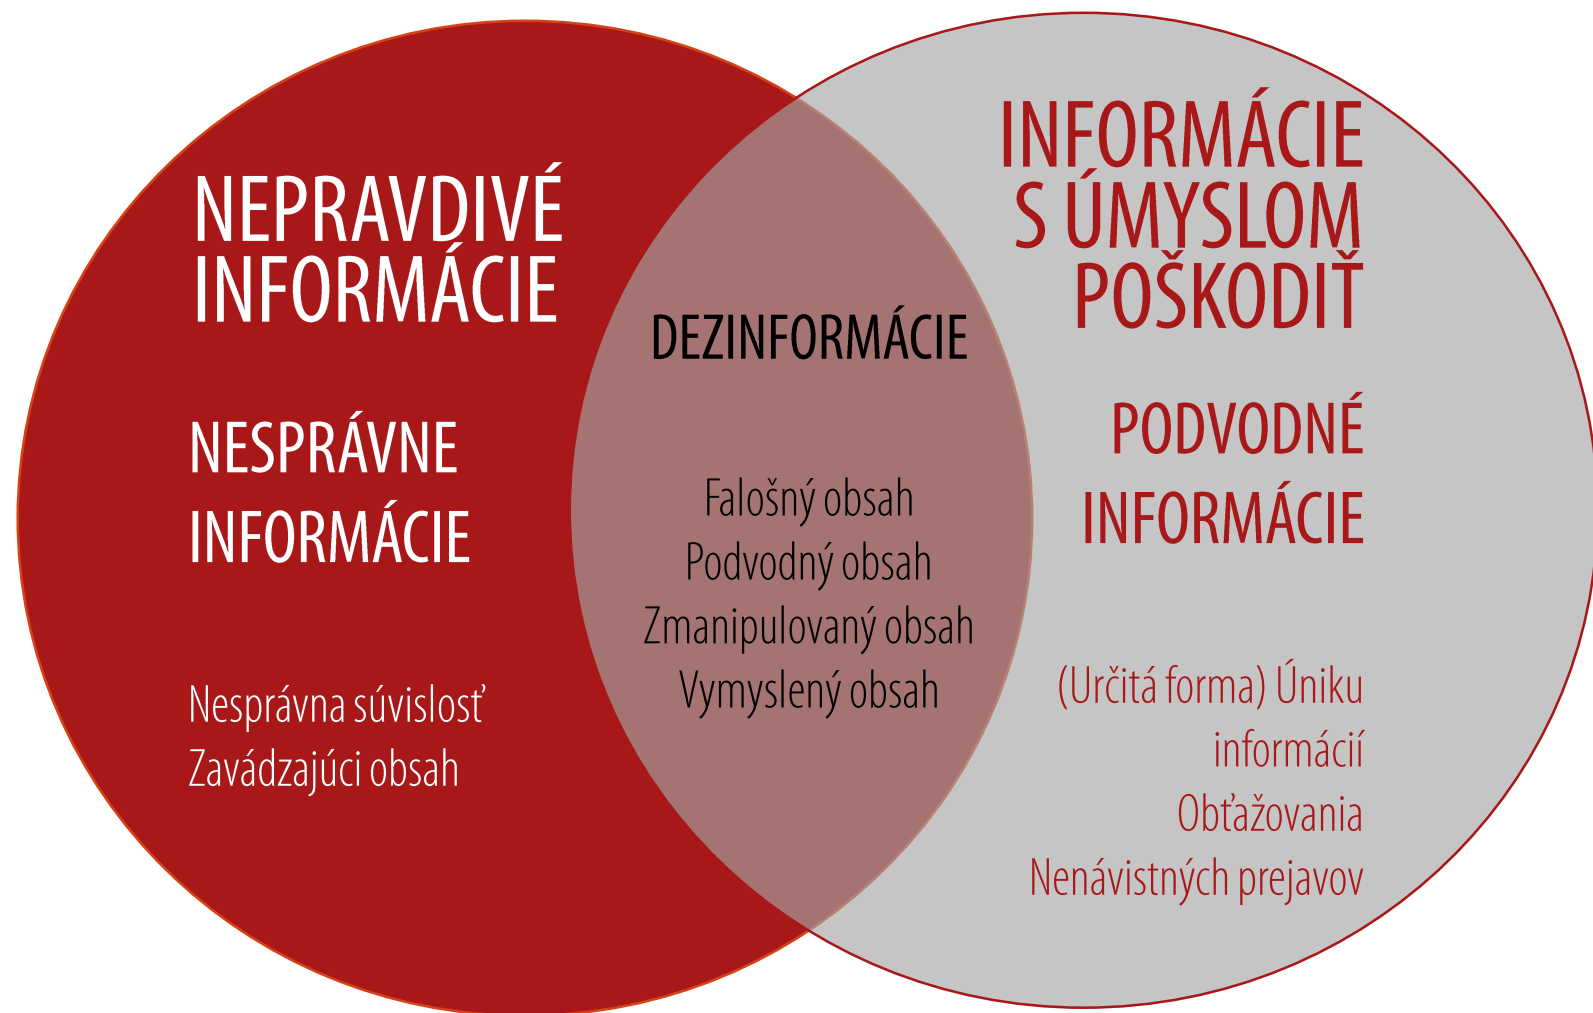 NEPRAVDIVÉ
INFORMÁCIE
NESPRÁVNE
INFORMÁCIE
Nesprávna súvislosť
Zavádzajúci obsah
DEZINFORMÁCIE
Falošný obsah
Podvodný obsah
Zmanipulovaný obsah
Vymyslený obsah
INFORMÁCIE
S ÚMYSLOM
POŠKODIŤ
PODVODNÉ
INFORMÁCIE
(Určitá forma) Úniku
informácií
Obťažovania
Nenávistných prejavov